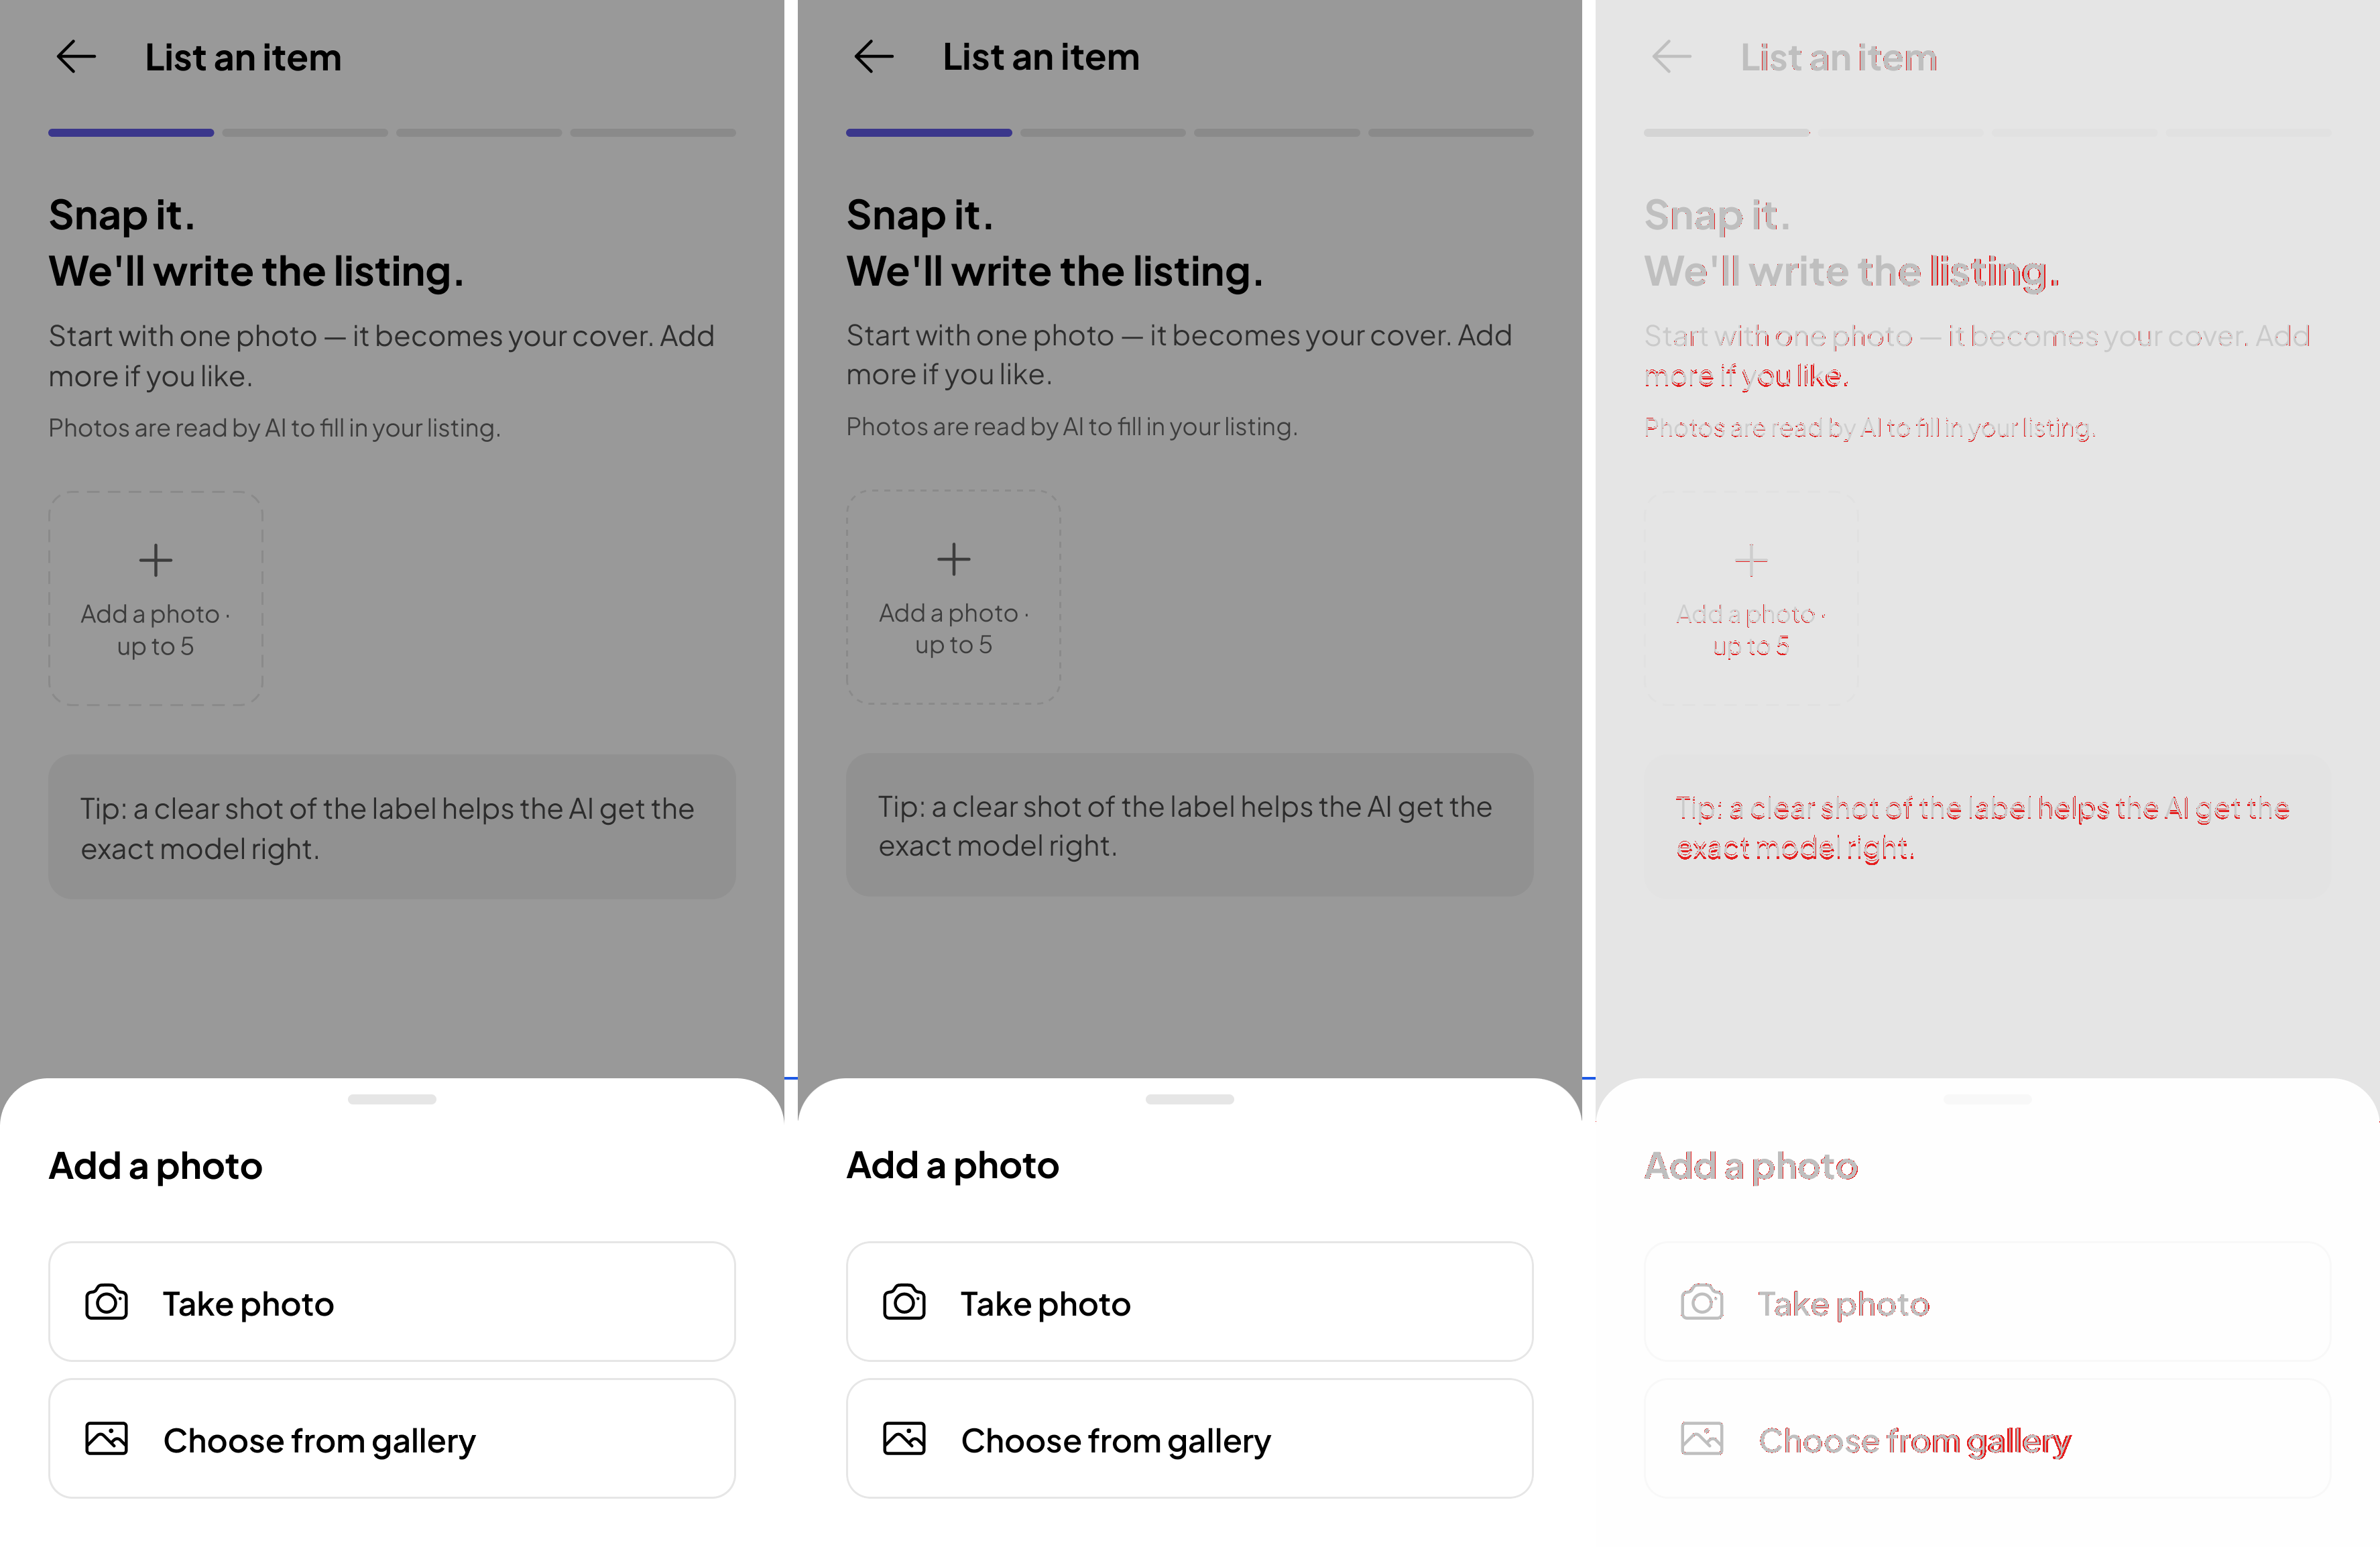 List an item
Snap it.
We'll write the listing.
Start with one photo — it becomes your cover. Add
more if you like.
Photos are read by AI to fill in your listing.
Add a photo ·
up to 5
Tip: a clear shot of the label helps the AI get the
exact model right.
Add a photo
Take photo
Choose from gallery
List an item
Snap it.
We'll write the listing.
Start with one photo — it becomes your cover. Add
more if you like.
Photos are read by AI to fill in your listing.
Add a photo ·
up to 5
Tip: a clear shot of the label helps the AI get the
exact model right.
Add a photo
Take photo
Choose from gallery
List an item
Snap it.
We'll write the listing.
Start with one photo — it becomes your cover. Add
more if you like.
Photos are read by AI to fill in your listing.
Add a photo ·
up to 5
Tip: a clear shot of the label helps the AI get the
exact model right.
Add a photo
Take photo
Choose from gallery